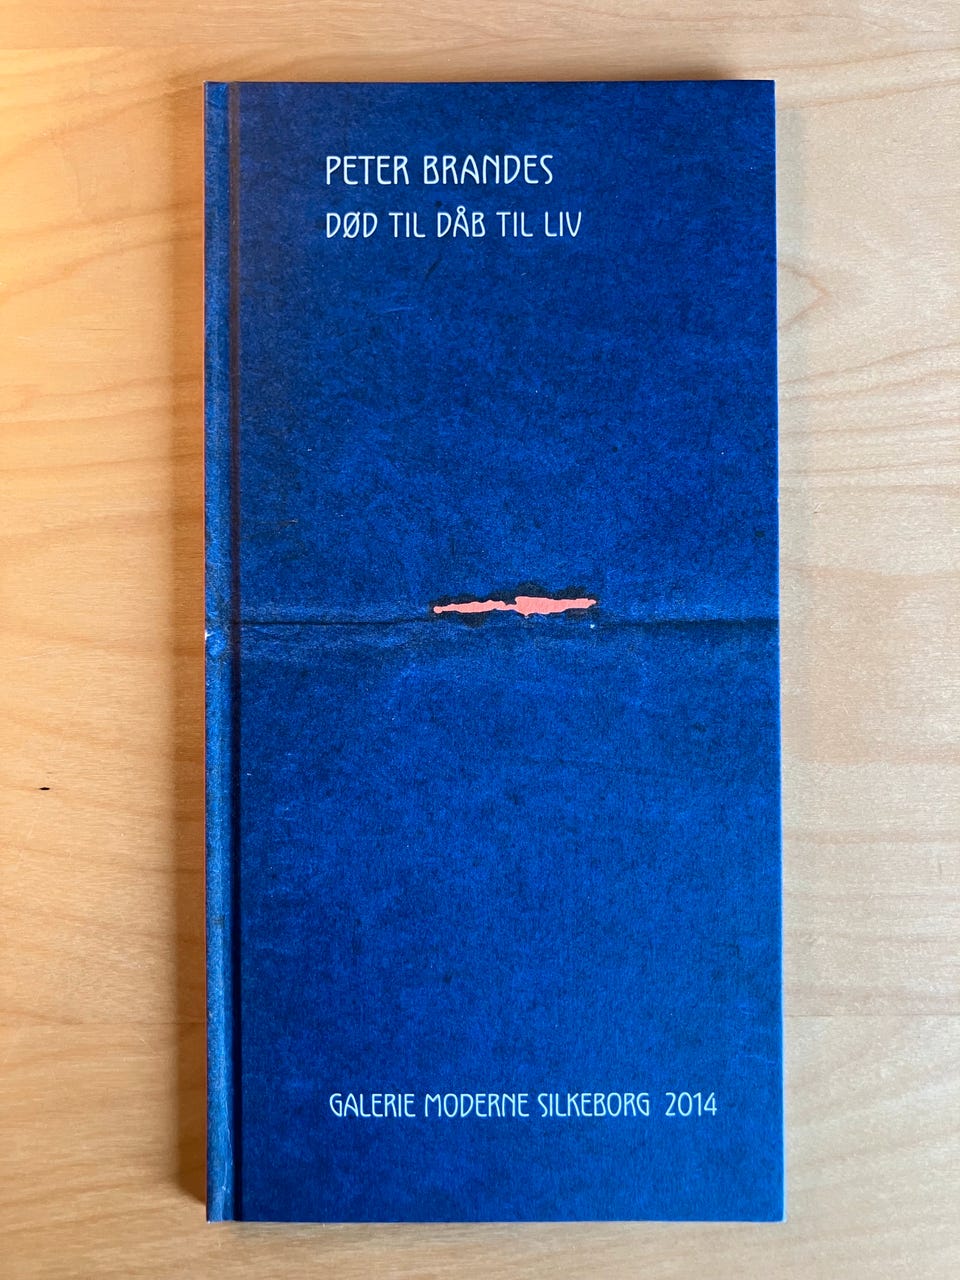 PETER BRANDES
DØD TIL DÅB TIL LIV
GALERIE MODERNE SILKEBORG 2014